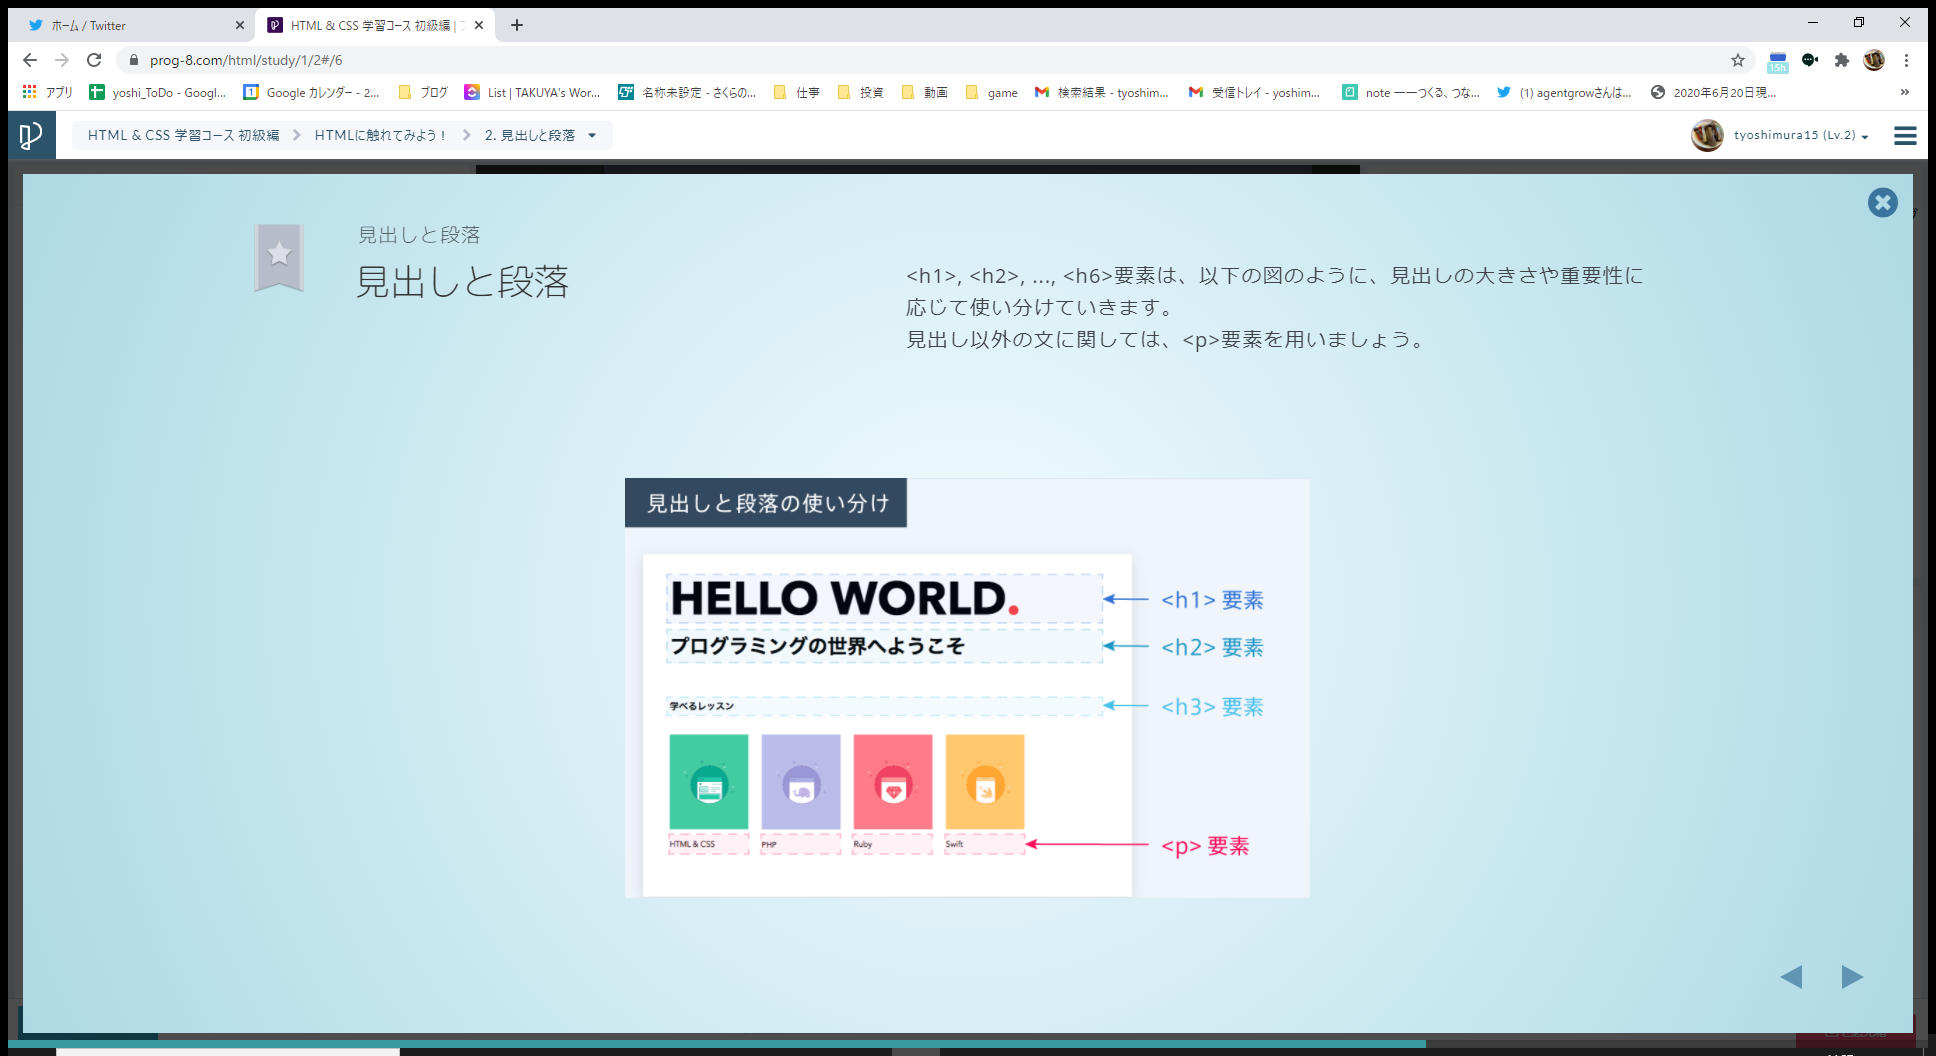 ホーム / Twitter
HTML & CSS 学習コース 初級編 |
prog-8.com/html/study/1/2#/6
15h
アプリ
yoshi_ToDo - Googl...
Google カレンダー - 2...
ブログ
List | TAKUYA's Wor...
名称未設定 - さくらの...
仕事
投資
動画
game
検索結果 - tyoshim...
受信トレイ - yoshim...
note ーーつくる、つな...
(1) agentgrowさんは...
2020年6月20日現...
HTML & CSS 学習コース 初級編
HTMLに触れてみよう！
2. 見出しと段落
tyoshimura15 (Lv.2)
見出しと段落
見出しと段落
<h1>, <h2>, ..., <h6>要素は、以下の図のように、見出しの大きさや重要性に
応じて使い分けていきます。
見出し以外の文に関しては、<p>要素を用いましょう。
見出しと段落の使い分け
HELLO WORLD.
<h1> 要素
プログラミングの世界へようこそ
<h2> 要素
学べるレッスン
<h3> 要素
HTML & CSS
PHP
Ruby
Swift
<p> 要素